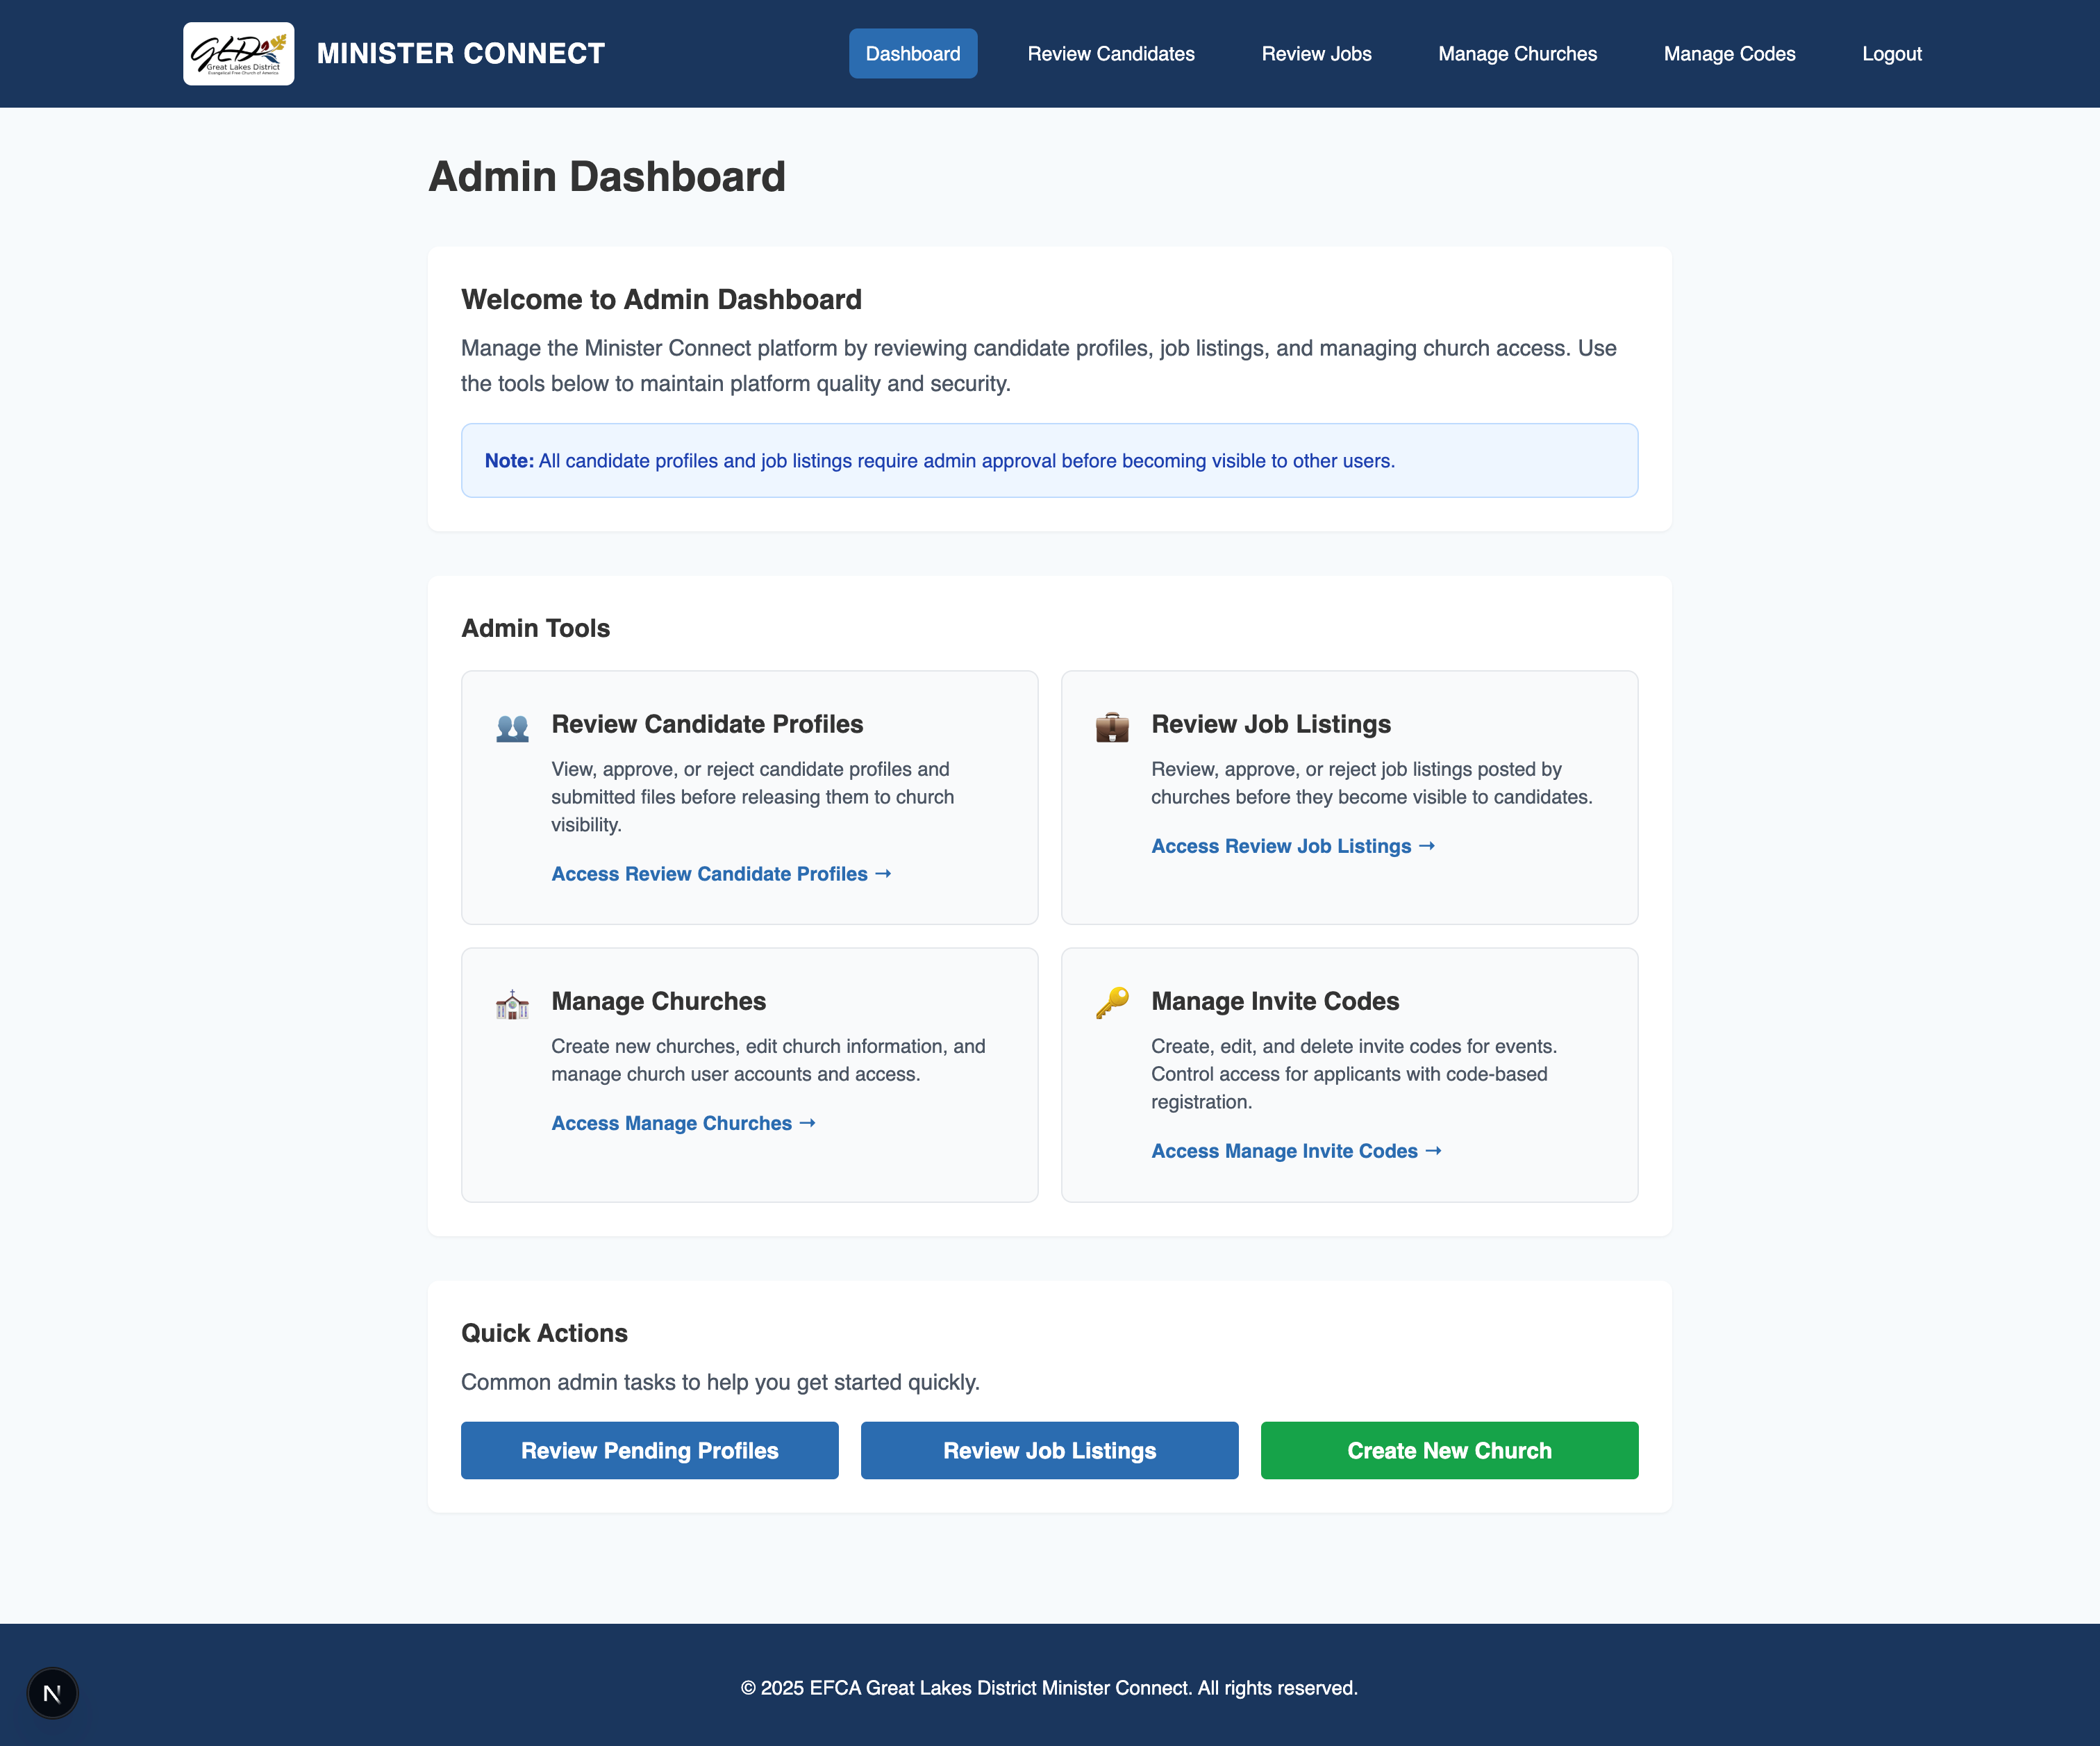 GLD
Great Lakes District
Evangelical Free Church of America
MINISTER CONNECT
Dashboard
Review Candidates
Review Jobs
Manage Churches
Manage Codes
Logout
Admin Dashboard
Welcome to Admin Dashboard
Manage the Minister Connect platform by reviewing candidate profiles, job listings, and managing church access. Use
the tools below to maintain platform quality and security.
Note: All candidate profiles and job listings require admin approval before becoming visible to other users.
Admin Tools
Review Candidate Profiles
View, approve, or reject candidate profiles and
submitted files before releasing them to church
visibility.
Access Review Candidate Profiles →
Review Job Listings
Review, approve, or reject job listings posted by
churches before they become visible to candidates.
Access Review Job Listings →
Manage Churches
Create new churches, edit church information, and
manage church user accounts and access.
Access Manage Churches →
Manage Invite Codes
Create, edit, and delete invite codes for events.
Control access for applicants with code-based
registration.
Access Manage Invite Codes →
Quick Actions
Common admin tasks to help you get started quickly.
Review Pending Profiles
Review Job Listings
Create New Church
© 2025 EFCA Great Lakes District Minister Connect. All rights reserved.
N